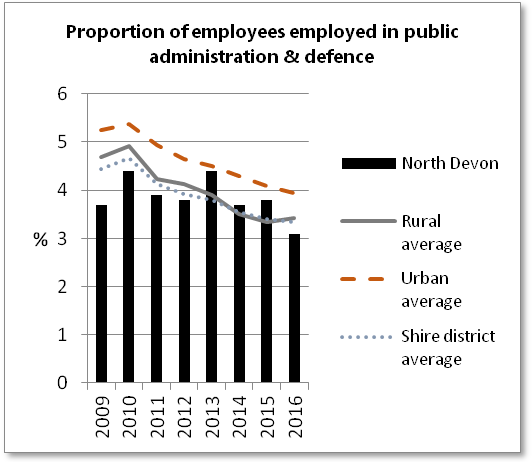 Proportion of employees employed in public
administration & defence
6
5
4
3
2
1
0
%
2009
2010
2011
2012
2013
2014
2015
2016
North Devon
Rural
average
Urban
average
Shire district
average